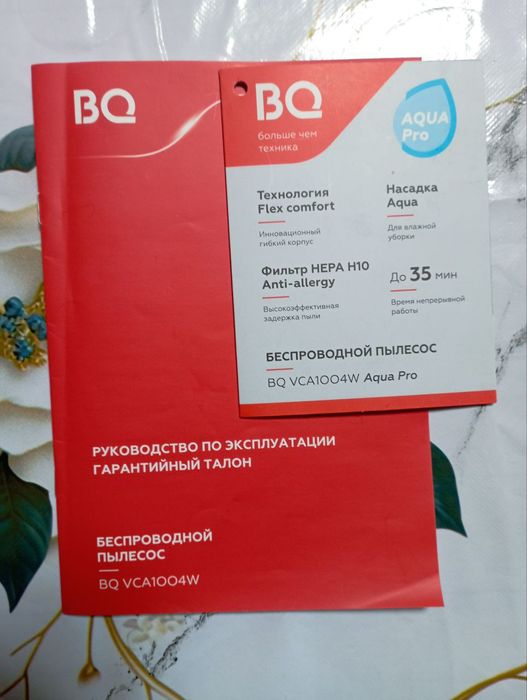 BQ
РУКОВОДСТВО ПО ЭКСПЛУАТАЦИИ
ГАРАНТИЙНЫЙ ТАЛОН
БЕСПРОВОДНОЙ
ПЫЛЕСОС
BQ VCA1004W
BQ
больше чем
техника
AQUA
Pro
Технология
Flex comfort
Инновационный
гибкий корпус
Насадка
Aqua
Для влажной
уборки
Фильтр HEPA H10
Anti-allergy
Высокоэффективная
задержка пыли
До 35 мин
Время непрерывной
работы
БЕСПРОВОДНОЙ ПЫЛЕСОС
BQ VCA1004W Aqua Pro